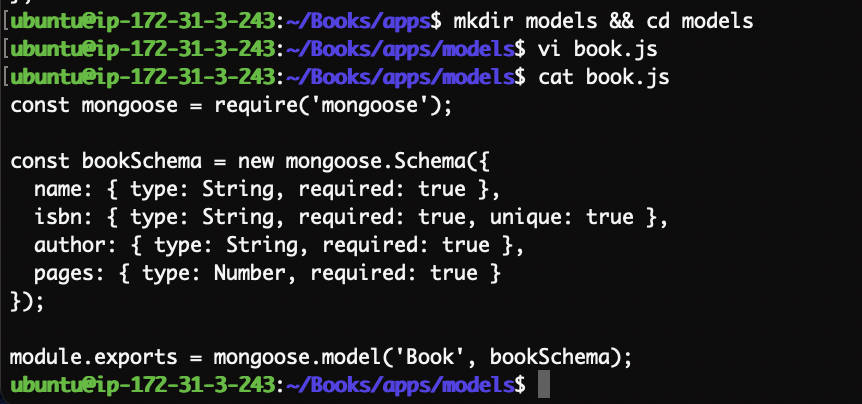 [ubuntu@ip-172-31-3-243:~/Books/apps$ mkdir models && cd models
[ubuntu@ip-172-31-3-243:~/Books/apps/models$ vi book.js
[ubuntu@ip-172-31-3-243:~/Books/apps/models$ cat book.js
const mongoose = require('mongoose');

const bookSchema = new mongoose.Schema({
  name: { type: String, required: true },
  isbn: { type: String, required: true, unique: true },
  author: { type: String, required: true },
  pages: { type: Number, required: true }
});

module.exports = mongoose.model('Book', bookSchema);
ubuntu@ip-172-31-3-243:~/Books/apps/models$